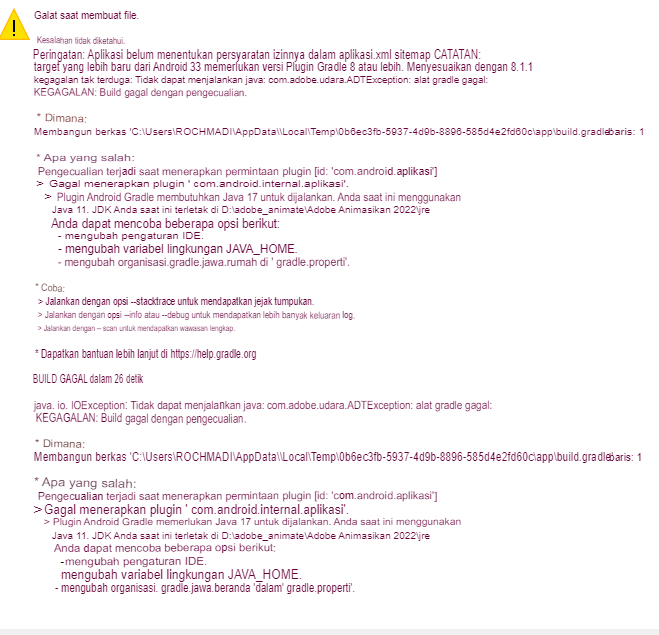 Galat saat membuat file.
Kesalahan tidak diketahui.
Peringatan: Aplikasi belum menentukan persyaratan izinnya dalam aplikasi.xml sitemap CATATAN:
target yang lebih baru dari Android 33 memerlukan versi Plugin Gradle 8 atau lebih. Menyesuaikan dengan 8.1.1
kegagalan tak terduga: Tidak dapat menjalankan java: com.adobe.udara.ADTException: alat gradle gagal:
KEGAGALAN: Build gagal dengan pengecualian.
* Dimana:
Membangun berkas 'C:\Users\ROCHMADI\AppData\\Local\Temp\0b6ec3fb-5937-4d9b-8896-585d4e2fd60c\app\build.gradle baris: 1
* Apa yang salah:
Pengecualian terjadi saat menerapkan permintaan plugin [id: 'com.android.aplikasi']
> Gagal menerapkan plugin ' com.android.internal.aplikasi'.
> Plugin Android Gradle membutuhkan Java 17 untuk dijalankan. Anda saat ini menggunakan
Java 11. JDK Anda saat ini terletak di D:\adobe_animate\Adobe Animasikan 2022\jre
Anda dapat mencoba beberapa opsi berikut:
- mengubah pengaturan IDE.
- mengubah variabel lingkungan JAVA_HOME.
- mengubah organisasi.gradle.jawa.rumah di ' gradle.properti'.
* Coba:
> Jalankan dengan opsi --stacktrace untuk mendapatkan jejak tumpukan.
> Jalankan dengan opsi --info atau --debug untuk mendapatkan lebih banyak keluaran log.
> Jalankan dengan -- scan untuk mendapatkan wawasan lengkap.
* Dapatkan bantuan lebih lanjut di https://help.gradle.org
BUILD GAGAL dalam 26 detik
java. io. IOException: Tidak dapat menjalankan java: com.adobe.udara.ADTException: alat gradle gagal:
KEGAGALAN: Build gagal dengan pengecualian.
* Dimana:
Membangun berkas 'C:\Users\ROCHMADI\AppData\\Local\Temp\0b6ec3fb-5937-4d9b-8896-585d4e2fd60c\app\build.gradle baris: 1
* Apa yang salah:
Pengecualian terjadi saat menerapkan permintaan plugin [id: 'com.android.aplikasi']
> Gagal menerapkan plugin ' com.android.internal.aplikasi'.
> Plugin Android Gradle memerlukan Java 17 untuk dijalankan. Anda saat ini menggunakan
Java 11. JDK Anda saat ini terletak di D:\adobe_animate\Adobe Animasikan 2022\jre
Anda dapat mencoba beberapa opsi berikut:
-mengubah pengaturan IDE.
mengubah variabel lingkungan JAVA_HOME.
- mengubah organisasi. gradle.jawa.beranda 'dalam' gradle.properti'.